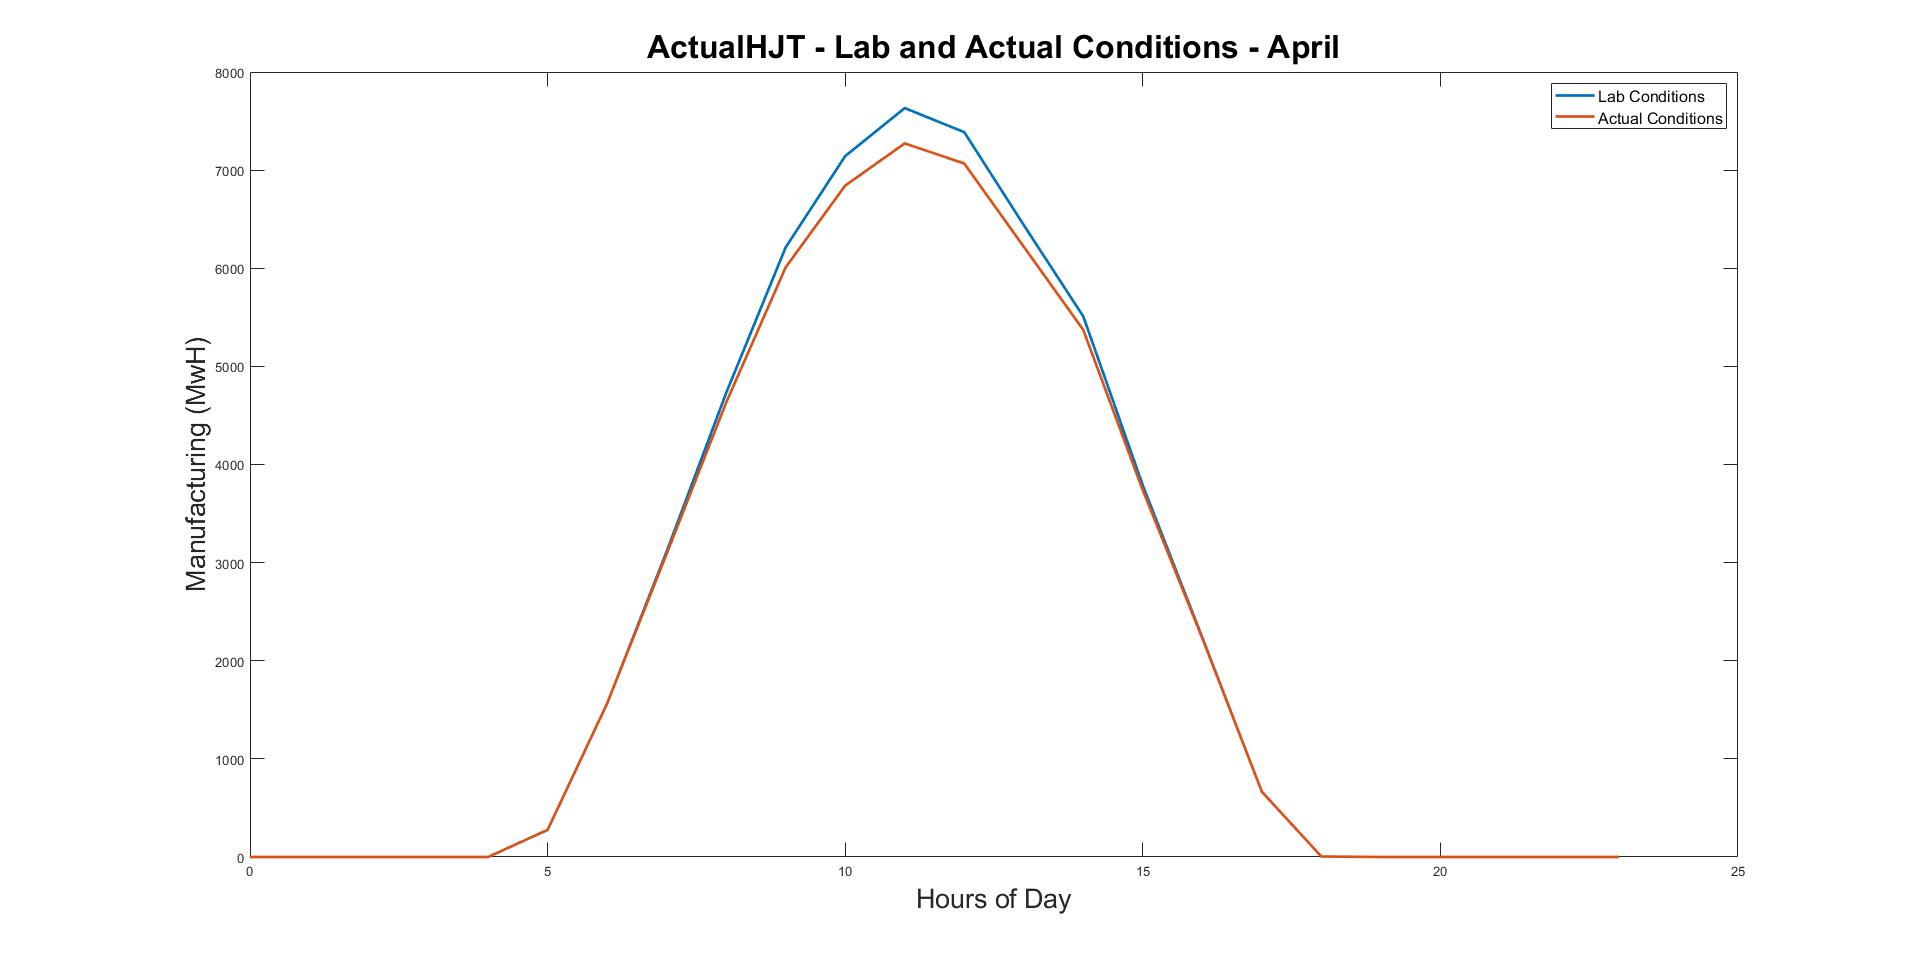 ActualHJT - Lab and Actual Conditions - April
8000
7000
6000
5000
4000
3000
2000
1000
0
Manufacturing (MwH)
Lab Conditions
Actual Conditions
0 5 10 15 20 25
Hours of Day